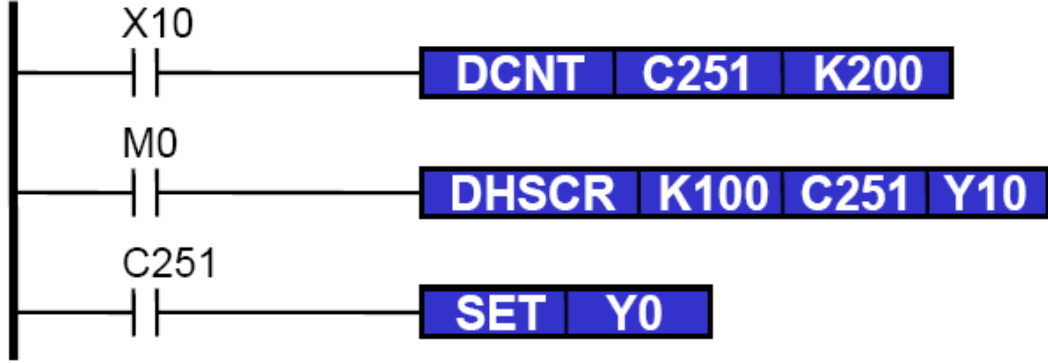 X10
DCNT C251 K200
M0
DHSCR K100 C251 Y10
C251
SET Y0